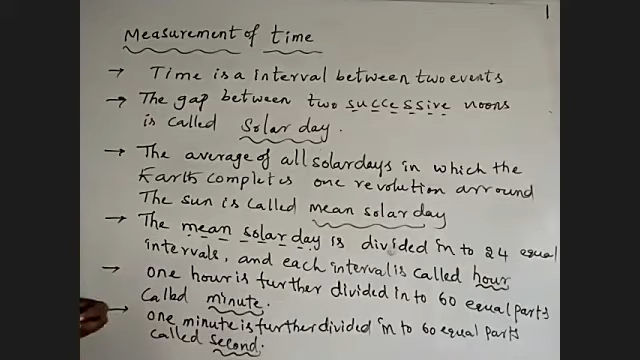 1
Measurement of time
→ Time is a interval between two events
→ The gap between two successive noons
is called Solar day.
→ The average of all solardays in which the
Earth completes one revolution arround
The sun is called mean solar day
→ The mean solar day is divided in to 24 equal
intervals, and each interval is called hour
→ one hour is further divided in to 60 equal parts
Called minute.
→ one minute is further divided in to 60 equal parts
called second.